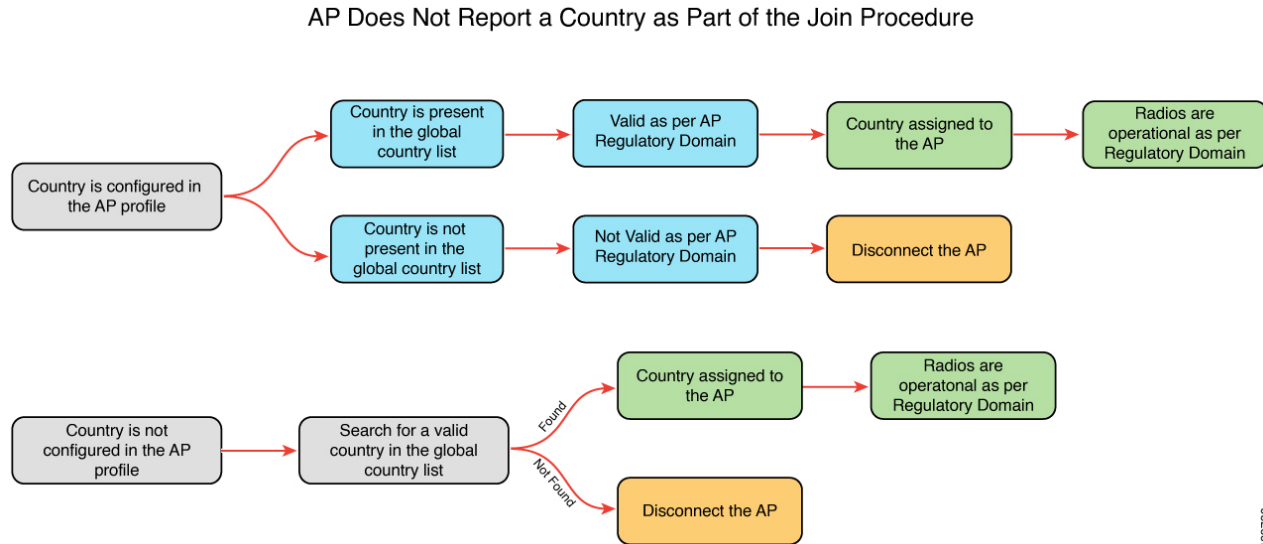 AP Does Not Report a Country as Part of the Join Procedure
Country is configured in
the AP profile
Country is present
in the global
country list
Valid as per AP
Regulatory Domain
Country assigned to
the AP
Radios are
operational as per
Regulatory Domain
Country is not
present in the
global country list
Not Valid as per AP
Regulatory Domain
Disconnect the AP
Country is not
configured in the AP
profile
Search for a valid
country in the global
country list
Found
Country assigned to
the AP
Radios are
operatonal as per
Regulatory Domain
Not Found
Disconnect the AP